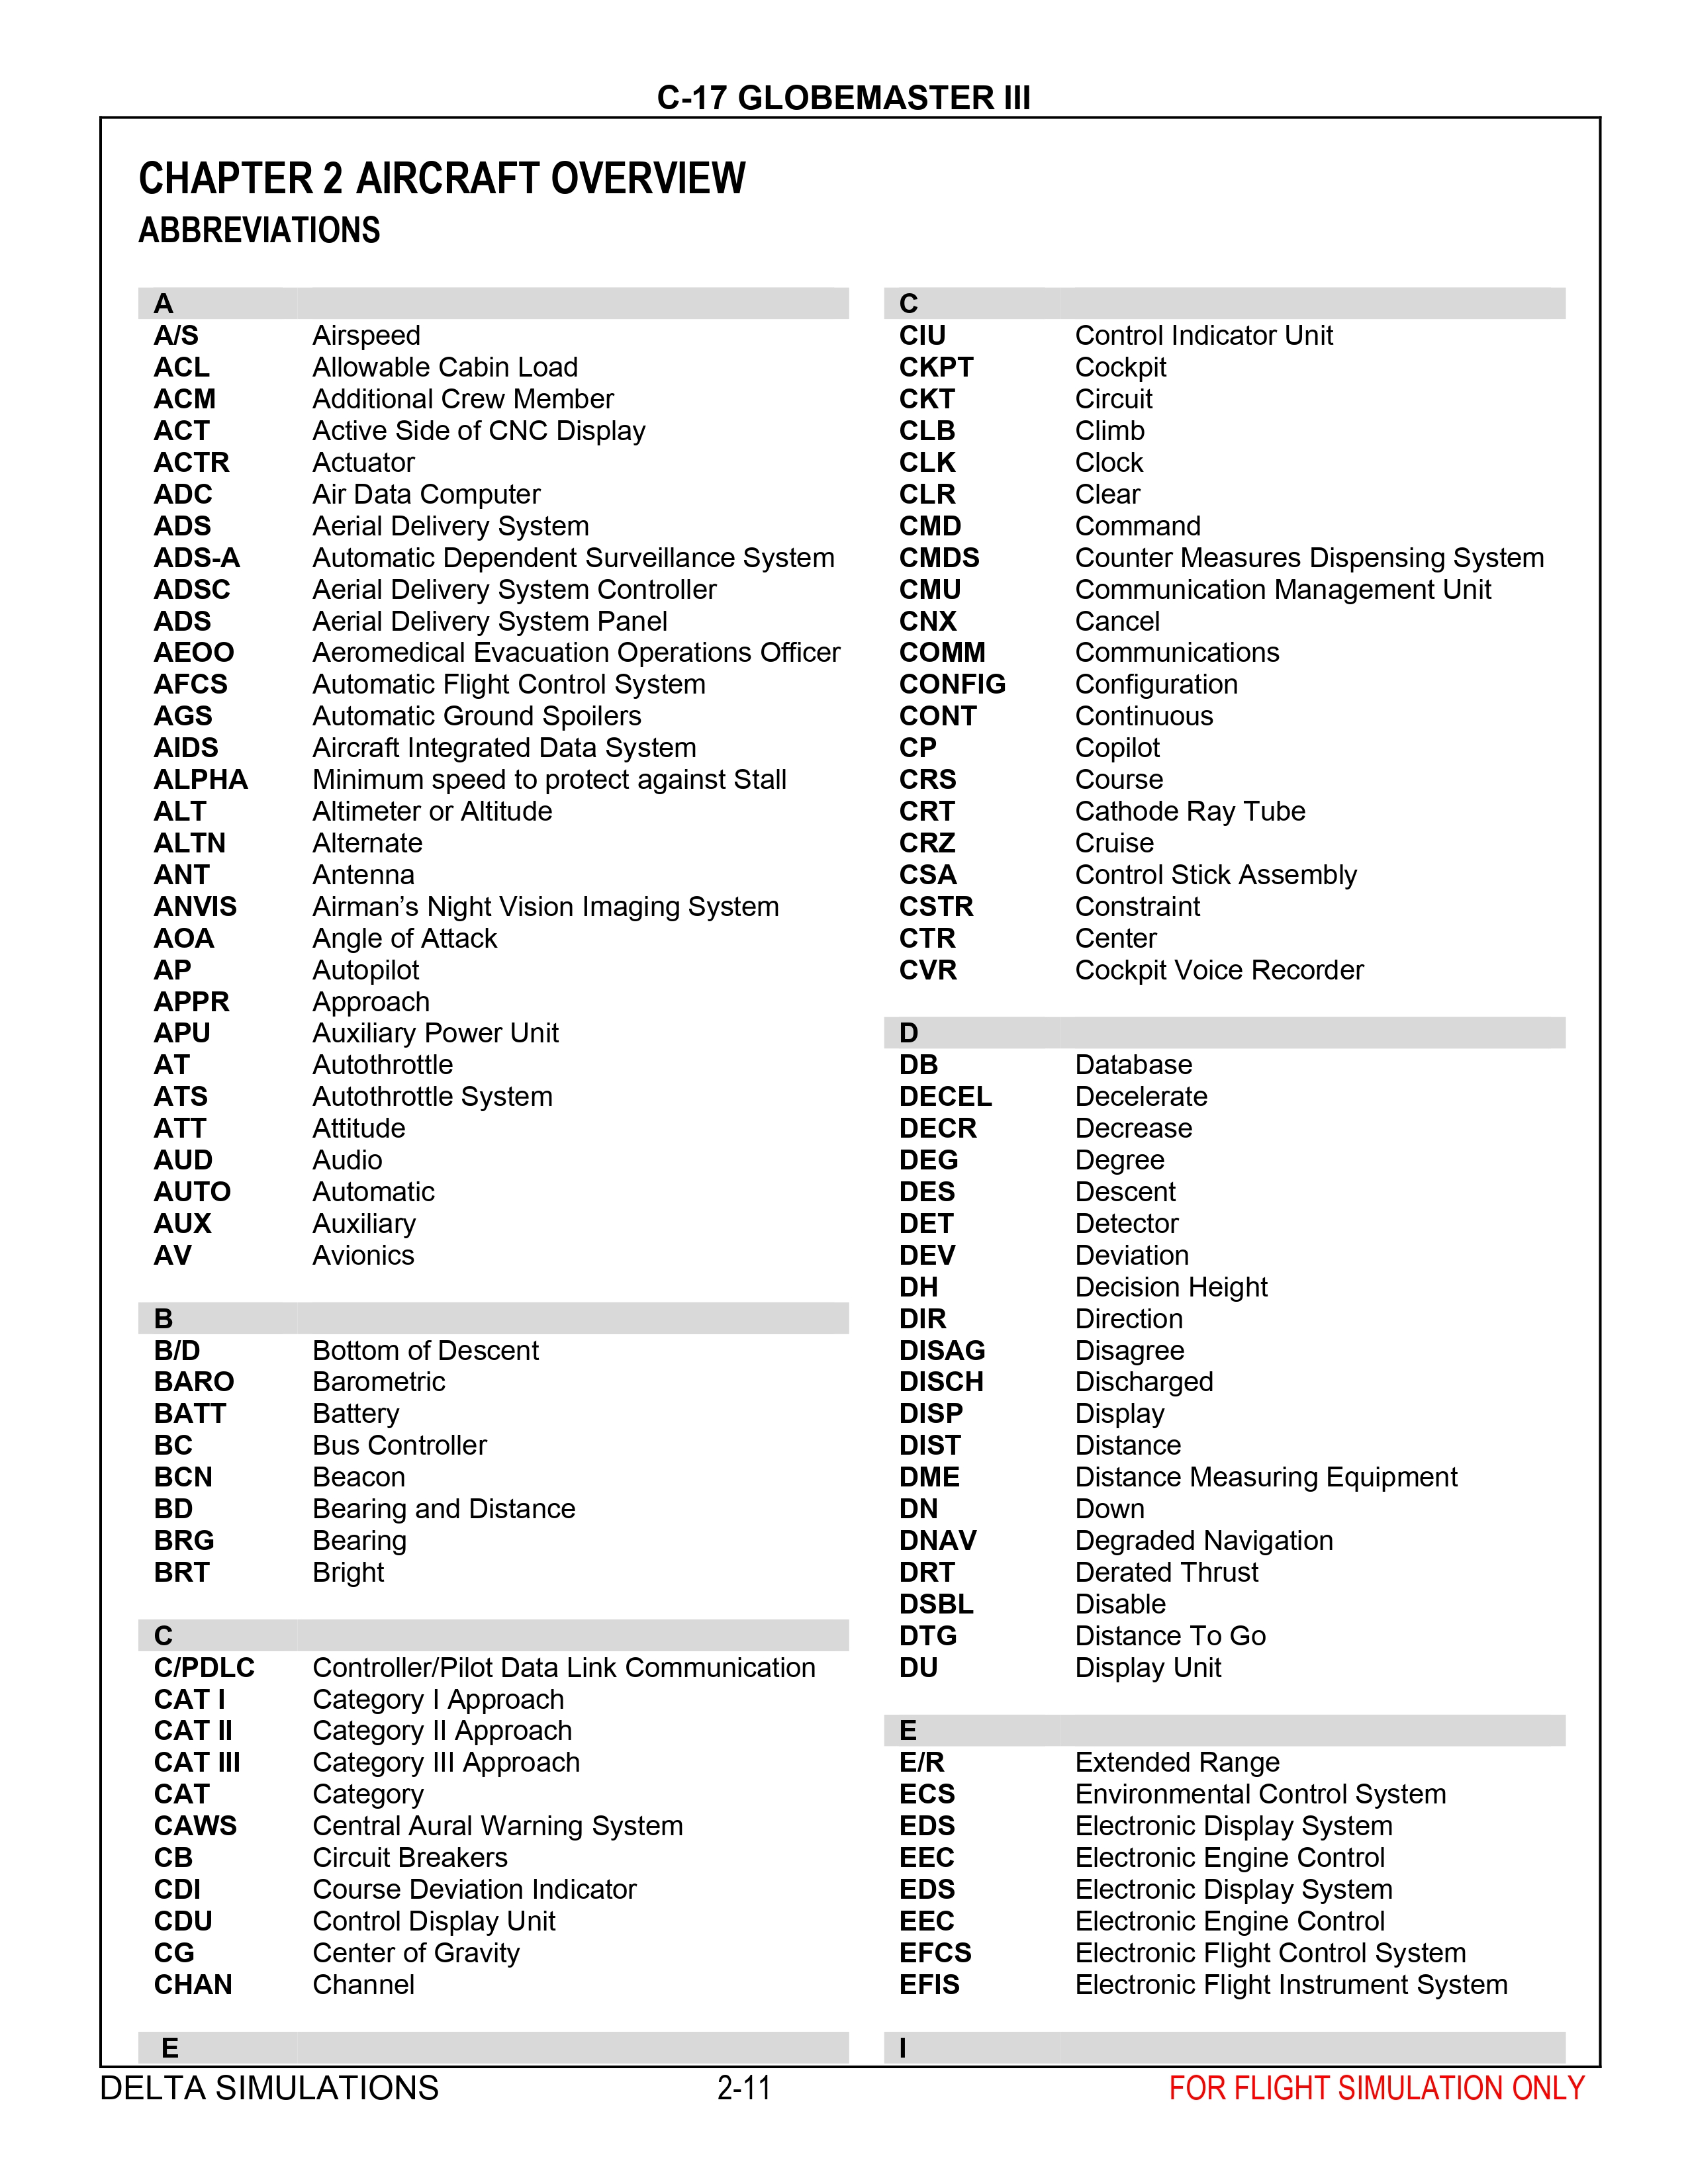 C-17 GLOBEMASTER III
CHAPTER 2 AIRCRAFT OVERVIEW
ABBREVIATIONS
A
A/S Airspeed
ACL Allowable Cabin Load
ACM Additional Crew Member
ACT Active Side of CNC Display
ACTR Actuator
ADC Air Data Computer
ADS Aerial Delivery System
ADS-A Automatic Dependent Surveillance System
ADSC Aerial Delivery System Controller
ADS Aerial Delivery System Panel
AEOO Aeromedical Evacuation Operations Officer
AFCS Automatic Flight Control System
AGS Automatic Ground Spoilers
AIDS Aircraft Integrated Data System
ALPHA Minimum speed to protect against Stall
ALT Altimeter or Altitude
ALTN Alternate
ANT Antenna
ANVIS Airman’s Night Vision Imaging System
AOA Angle of Attack
AP Autopilot
APPR Approach
APU Auxiliary Power Unit
AT Autothrottle
ATS Autothrottle System
ATT Attitude
AUD Audio
AUTO Automatic
AUX Auxiliary
AV Avionics
B
B/D Bottom of Descent
BARO Barometric
BATT Battery
BC Bus Controller
BCN Beacon
BD Bearing and Distance
BRG Bearing
BRT Bright
C
C/PDLC Controller/Pilot Data Link Communication
CAT I Category I Approach
CAT II Category II Approach
CAT III Category III Approach
CAT Category
CAWS Central Aural Warning System
CB Circuit Breakers
CDI Course Deviation Indicator
CDU Control Display Unit
CG Center of Gravity
CHAN Channel
E
C
CIU Control Indicator Unit
CKPT Cockpit
CKT Circuit
CLB Climb
CLK Clock
CLR Clear
CMD Command
CMDS Counter Measures Dispensing System
CMU Communication Management Unit
CNX Cancel
COMM Communications
CONFIG Configuration
CONT Continuous
CP Copilot
CRS Course
CRT Cathode Ray Tube
CRZ Cruise
CSA Control Stick Assembly
CSTR Constraint
CTR Center
CVR Cockpit Voice Recorder
D
DB Database
DECEL Decelerate
DECR Decrease
DEG Degree
DES Descent
DET Detector
DEV Deviation
DH Decision Height
DIR Direction
DISAG Disagree
DISCH Discharged
DISP Display
DIST Distance
DME Distance Measuring Equipment
DN Down
DNAV Degraded Navigation
DRT Derated Thrust
DSBL Disable
DTG Distance To Go
DU Display Unit
E
E/R Extended Range
ECS Environmental Control System
EDS Electronic Display System
EEC Electronic Engine Control
EDS Electronic Display System
EEC Electronic Engine Control
EFCS Electronic Flight Control System
EFIS Electronic Flight Instrument System
I
DELTA SIMULATIONS 2-11 FOR FLIGHT SIMULATION ONLY